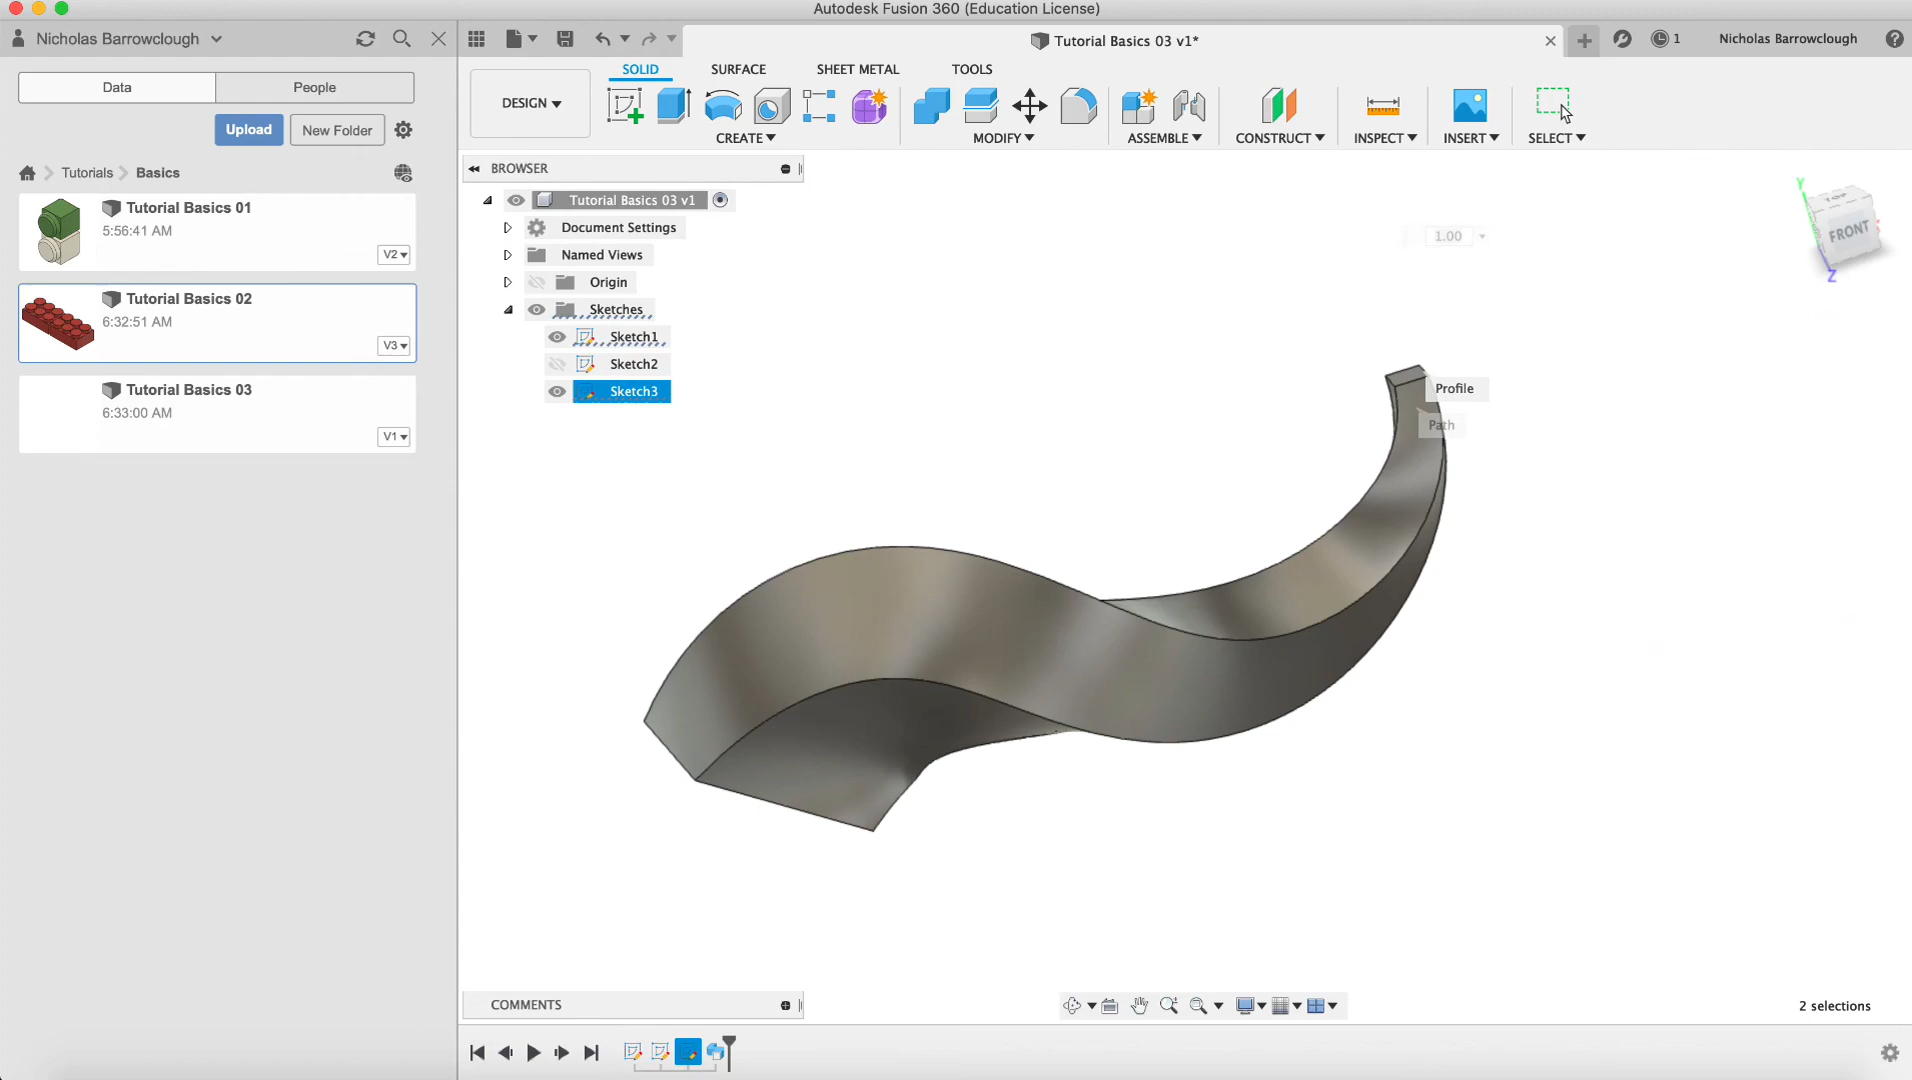 Autodesk Fusion 360 (Education License)
Nicholas Barrowclough
Tutorial Basics 03 v1*
1
Nicholas Barrowclough
Data
People
Upload
New Folder
Tutorials
Basics
Tutorial Basics 01
5:56:41 AM
V2
Tutorial Basics 02
6:32:51 AM
V3
Tutorial Basics 03
6:33:00 AM
V1
DESIGN
SOLID
SURFACE
SHEET METAL
TOOLS
CREATE
MODIFY
ASSEMBLE
CONSTRUCT
INSPECT
INSERT
SELECT
BROWSER
Tutorial Basics 03 v1
Document Settings
Named Views
Origin
Sketches
Sketch1
Sketch2
Sketch3
1.00
Y
TOP
FRONT
Z
Profile
Path
COMMENTS
2 selections